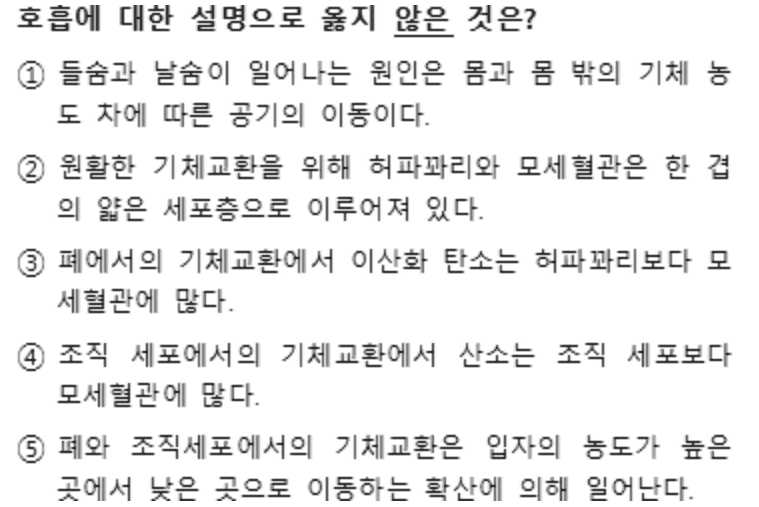 호흡에 대한 설명으로 옳지 않은 것은?
① 들숨과 날숨이 일어나는 원인은 몸과 몸 밖의 기체 농
도 차에 따른 공기의 이동이다.
② 원활한 기체교환을 위해 허파꽈리와 모세혈관은 한 겹
의 얇은 세포층으로 이루어져 있다.
③ 폐에서의 기체교환에서 이산화 탄소는 허파꽈리보다 모
세혈관에 많다.
④ 조직 세포에서의 기체교환에서 산소는 조직 세포보다
모세혈관에 많다.
⑤ 폐와 조직세포에서의 기체교환은 입자의 농도가 높은
곳에서 낮은 곳으로 이동하는 확산에 의해 일어난다.